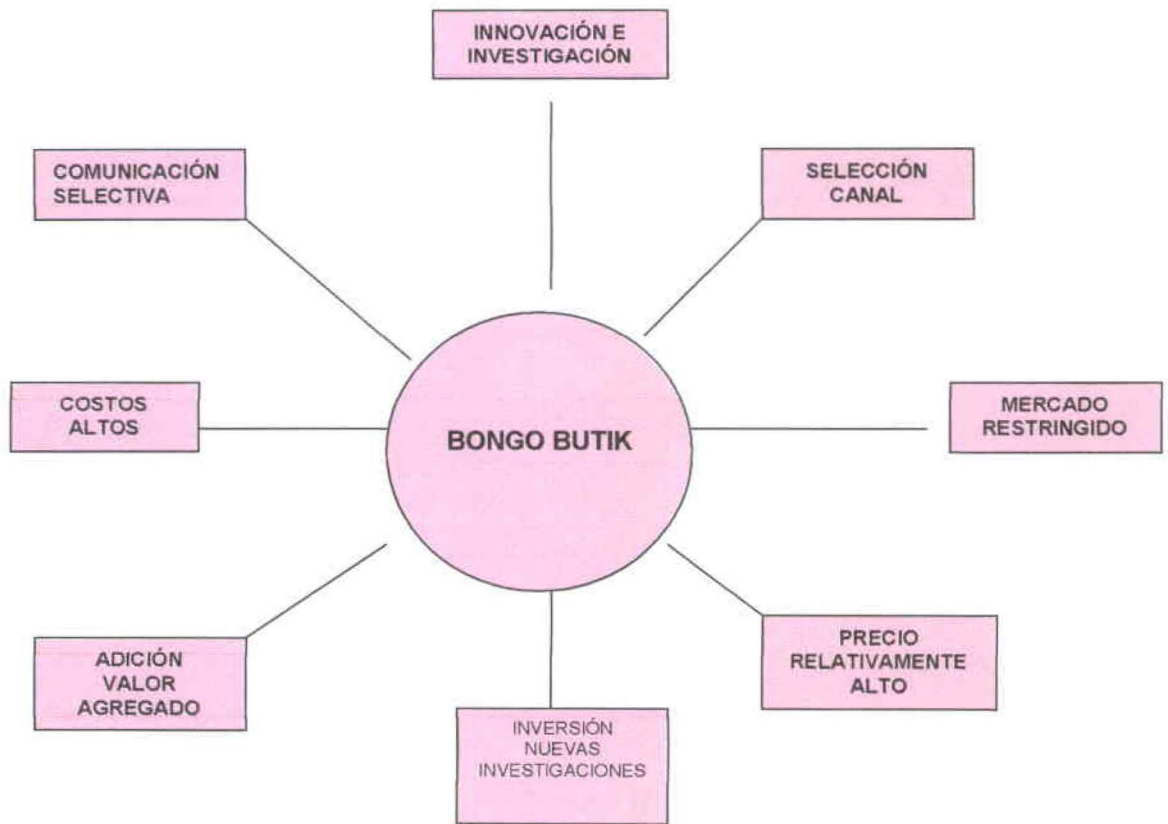 INNOVACIÓN E
INVESTIGACIÓN
COMUNICACIÓN
SELECTIVA
SELECCIÓN
CANAL
COSTOS
ALTOS
BONGO BUTIK
MERCADO
RESTRINGIDO
ADICIÓN
VALOR
AGREGADO
INVERSIÓN
NUEVAS
INVESTIGACIONES
PRECIO
RELATIVAMENTE
ALTO